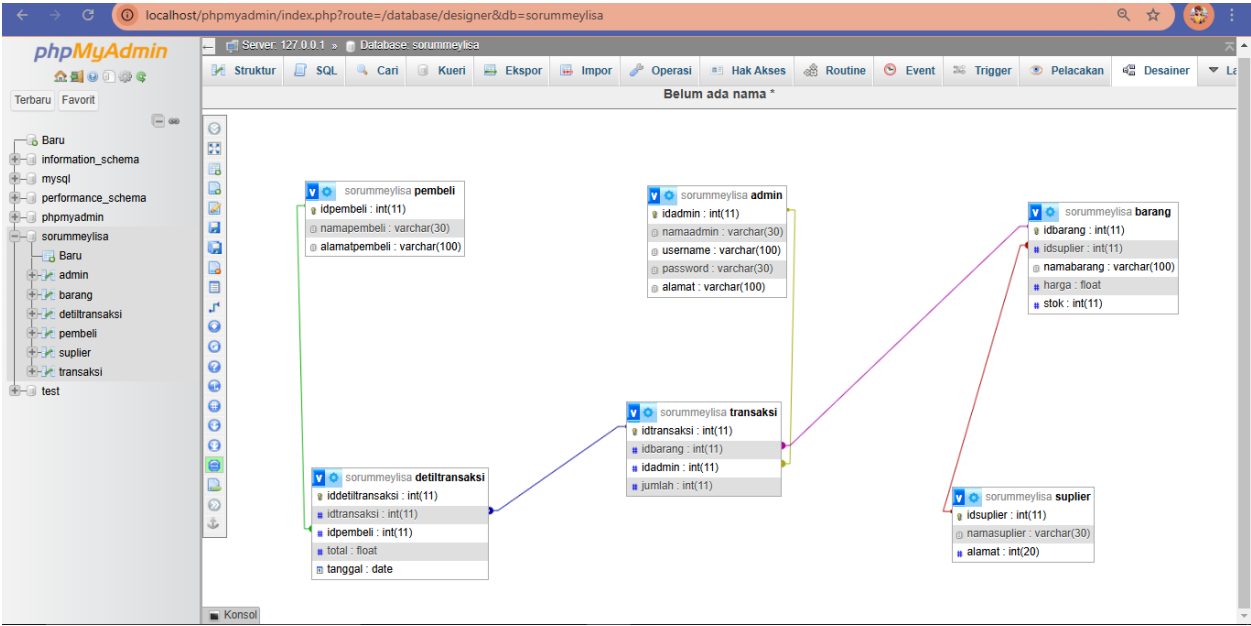 localhost/phpmyadmin/index.php?route=/database/designer&db=sorummeylisa
phpMyAdmin
Terbaru Favorit
Baru
information_schema
mysql
performance_schema
phpmyadmin
sorummeylisa
Baru
admin
barang
detiltransaksi
pembeli
suplier
transaksi
test
Server: 127.0.0.1 » Database: sorummeylisa
Struktur SQL Cari Kueri Ekspor Impor Operasi Hak Akses Routine Event Trigger Pelacakan Desainer
Belum ada nama *
V sorummeylisa pembeli
idpembeli : int(11)
namapembeli : varchar(30)
alamatpembeli : varchar(100)
V sorummeylisa admin
idadmin : int(11)
namaadmin : varchar(30)
username : varchar(100)
password : varchar(30)
alamat : varchar(100)
V sorummeylisa barang
idbarang : int(11)
# idsuplier : int(11)
namabarang : varchar(100)
# harga : float
# stok : int(11)
V sorummeylisa transaksi
idtransaksi : int(11)
# idbarang : int(11)
# idadmin : int(11)
# jumlah : int(11)
V sorummeylisa detiltransaksi
iddetiltransaksi : int(11)
# idtransaksi : int(11)
# idpembeli : int(11)
# total : float
tanggal : date
V sorummeylisa suplier
idsuplier : int(11)
namasuplier : varchar(30)
# alamat : int(20)
Konsol